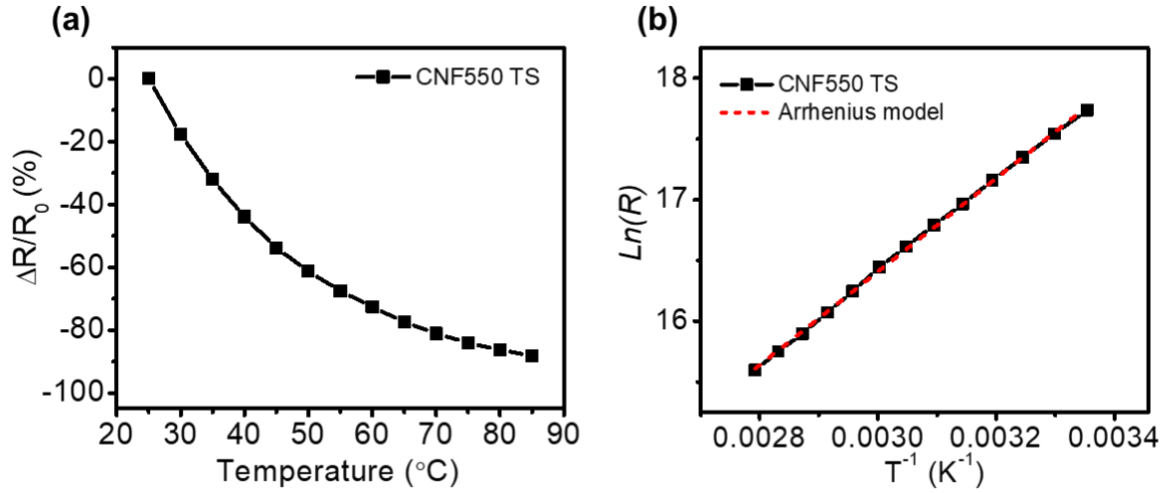 (a)
CNF550 TS
0
-20
-40
-60
-80
-100
ΔR/R₀ (%)
20 30 40 50 60 70 80 90
Temperature (°C)
(b)
CNF550 TS
Arrhenius model
18
17
16
Ln(R)
0.0028 0.0030 0.0032 0.0034
T⁻¹ (K⁻¹)